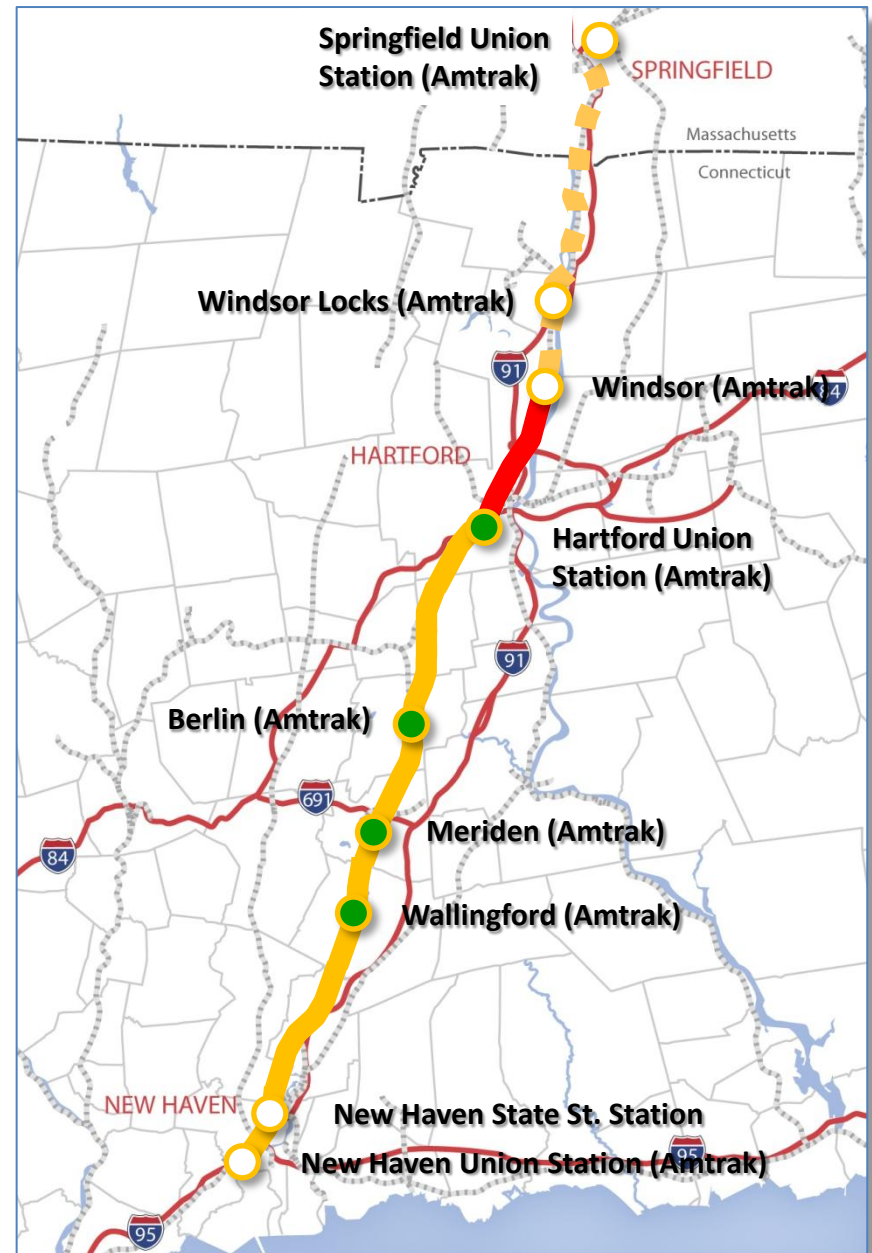 Springfield Union
Station (Amtrak)
SPRINGFIELD
Massachusetts
Connecticut
Windsor Locks (Amtrak)
91
Windsor (Amtrak)
84
HARTFORD
Hartford Union
Station (Amtrak)
91
Berlin (Amtrak)
691
Meriden (Amtrak)
84
Wallingford (Amtrak)
NEW HAVEN
New Haven State St. Station
95
New Haven Union Station (Amtrak)
95